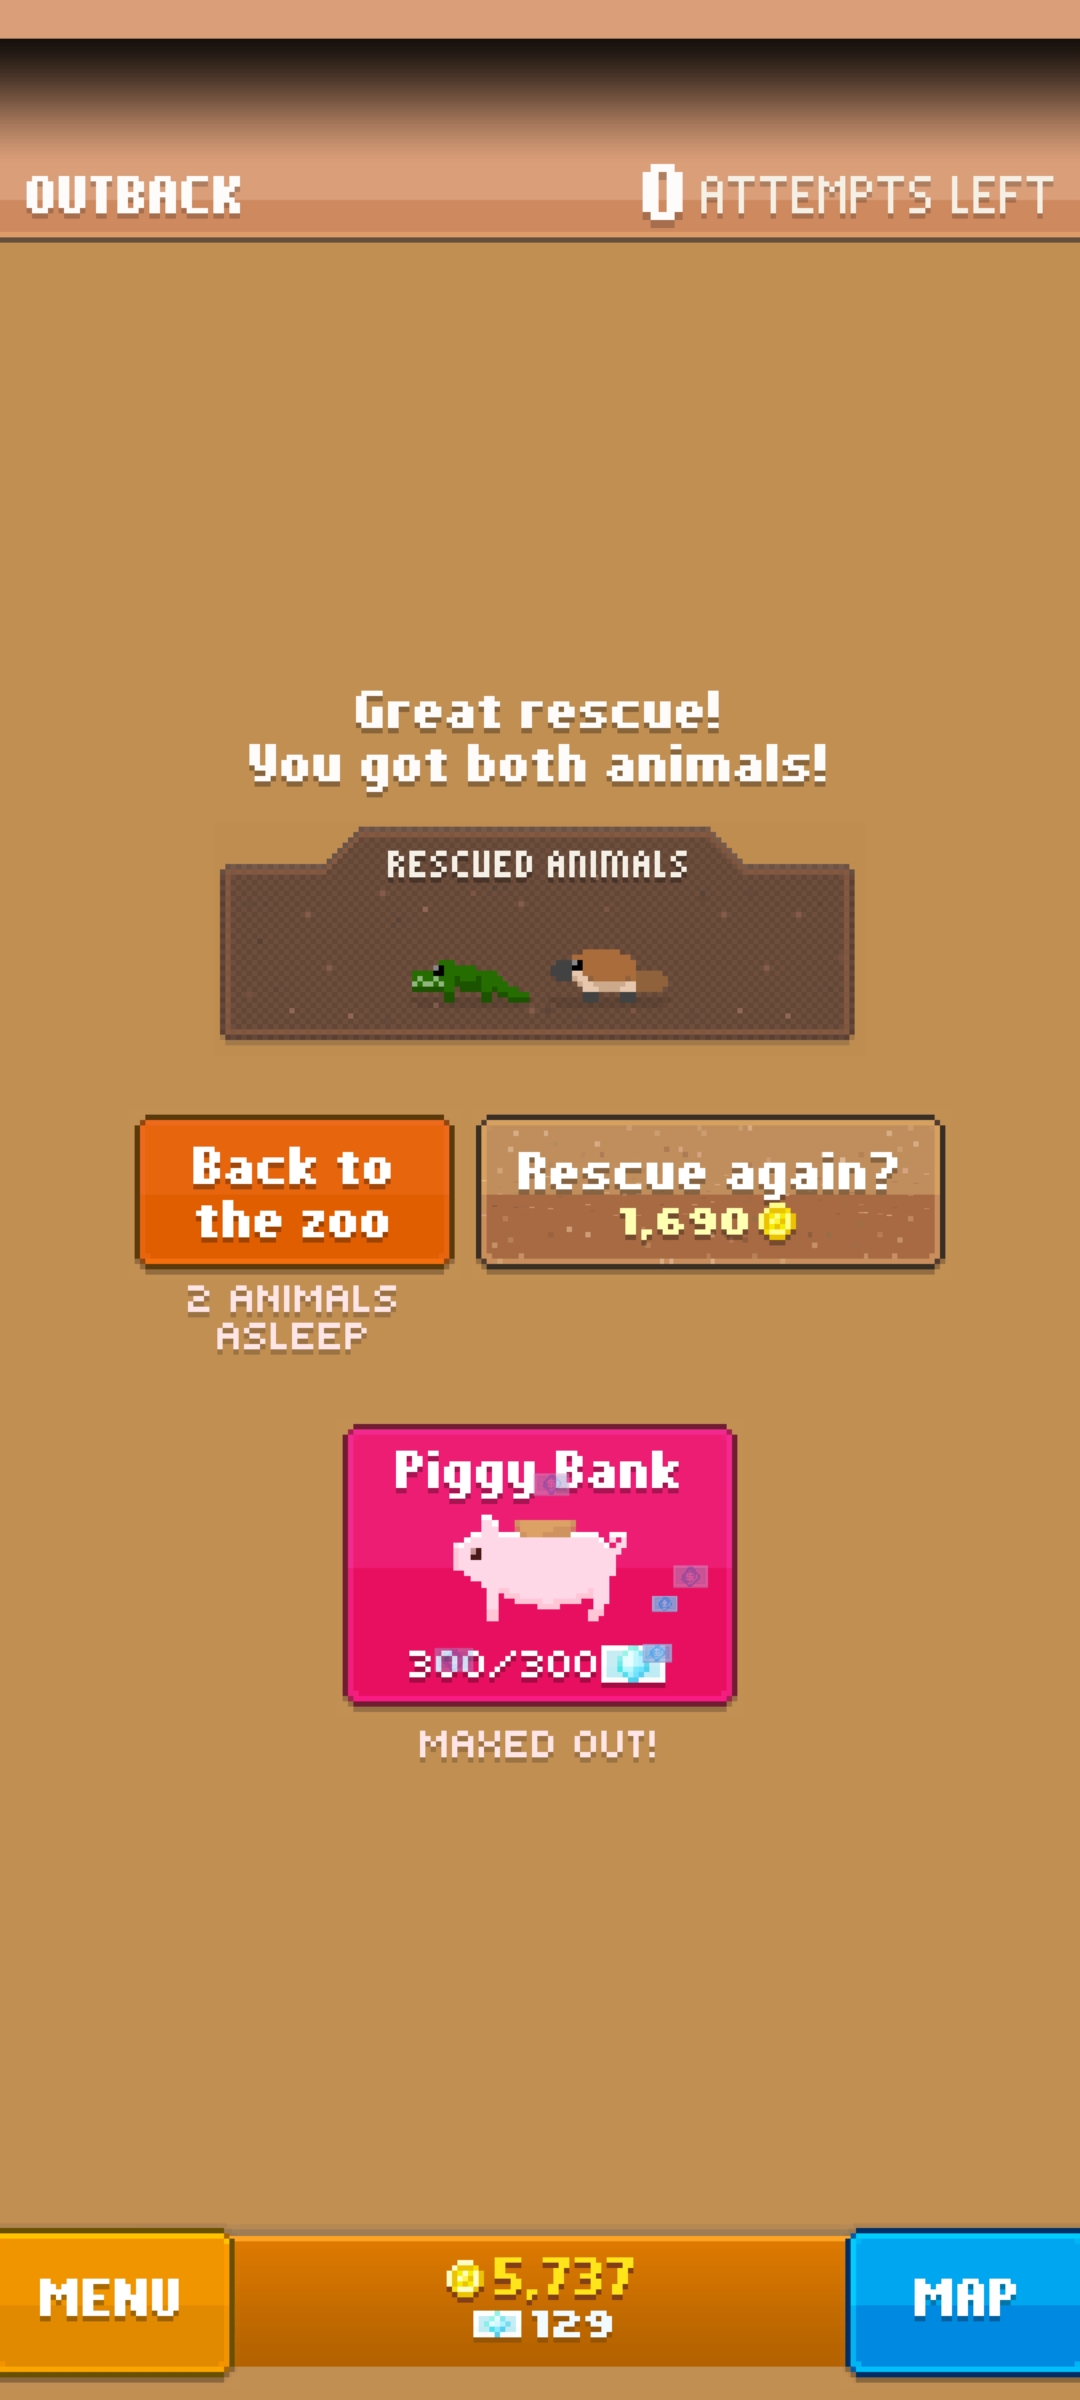 OUTBACK
0 ATTEMPTS LEFT
Great rescue!
You got both animals!
RESCUED ANIMALS
Back to
the zoo
Rescue again?
1,690
2 ANIMALS
ASLEEP
Piggy Bank
300/300
MAXED OUT!
MENU
5,737
129
MAP